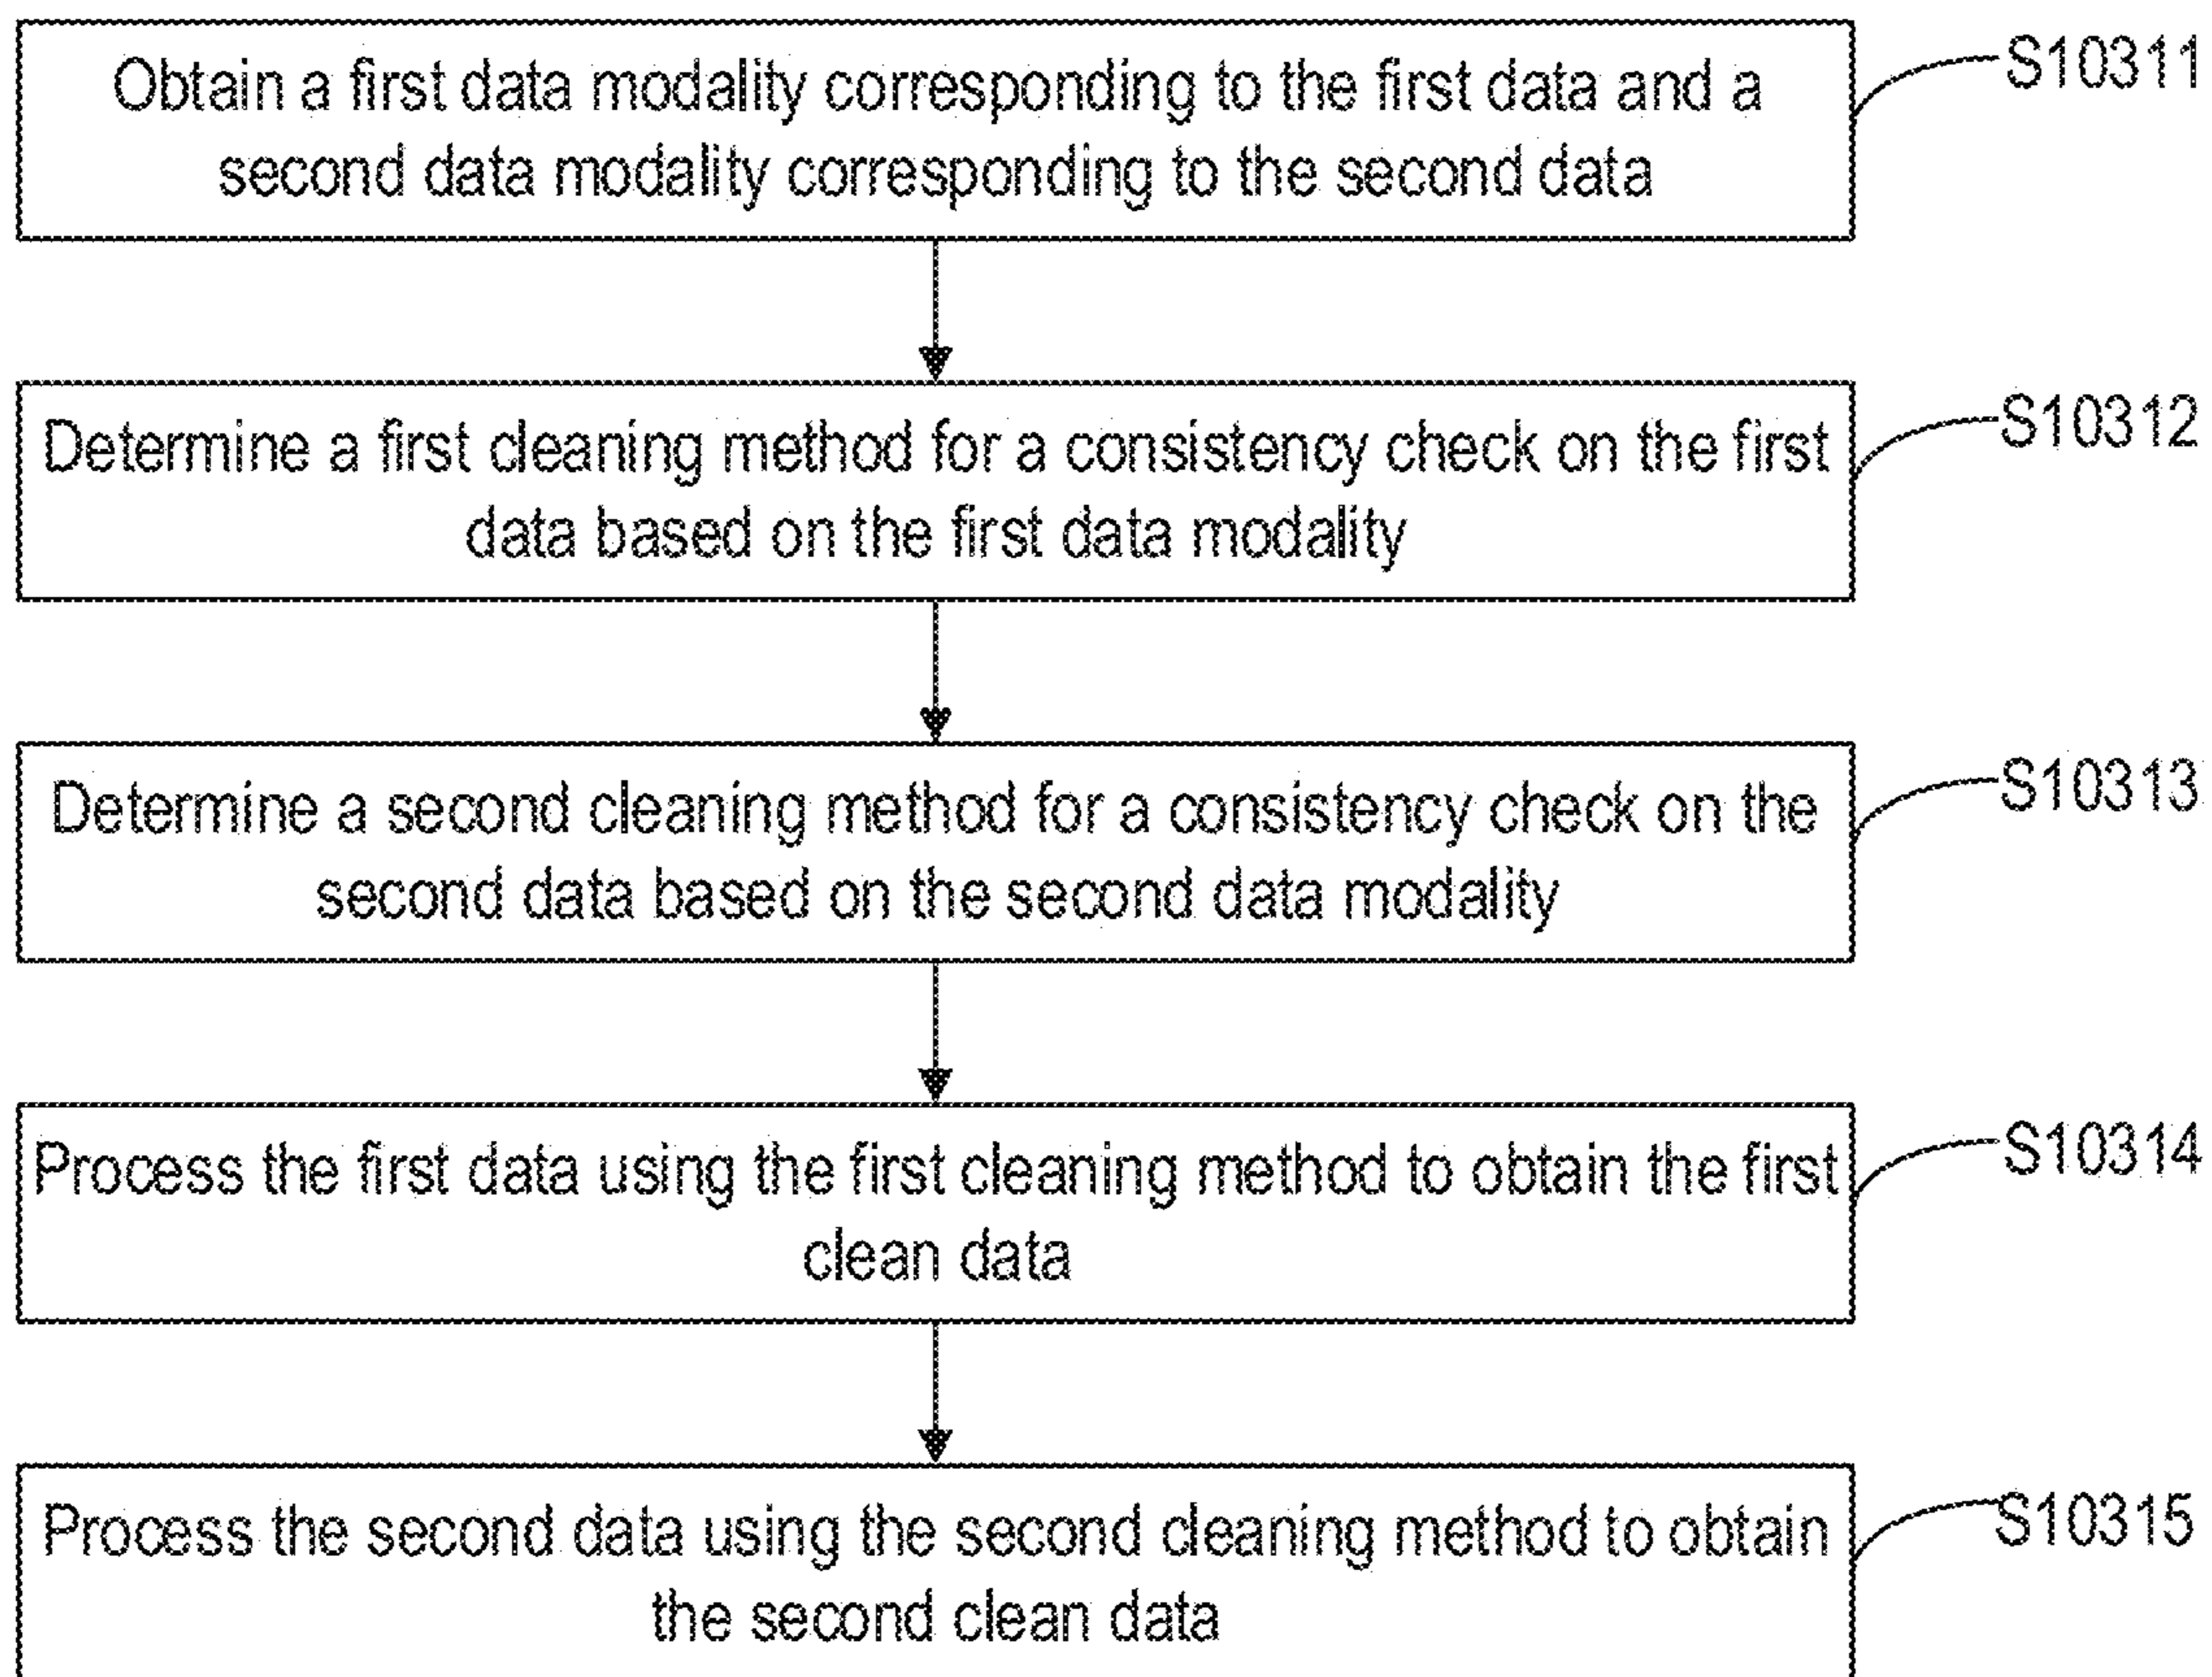 Obtain a first data modality corresponding to the first data and a
second data modality corresponding to the second data
S10311
Determine a first cleaning method for a consistency check on the first
data based on the first data modality
S10312
Determine a second cleaning method for a consistency check on the
second data based on the second data modality
S10313
Process the first data using the first cleaning method to obtain the first
clean data
S10314
Process the second data using the second cleaning method to obtain
the second clean data
S10315